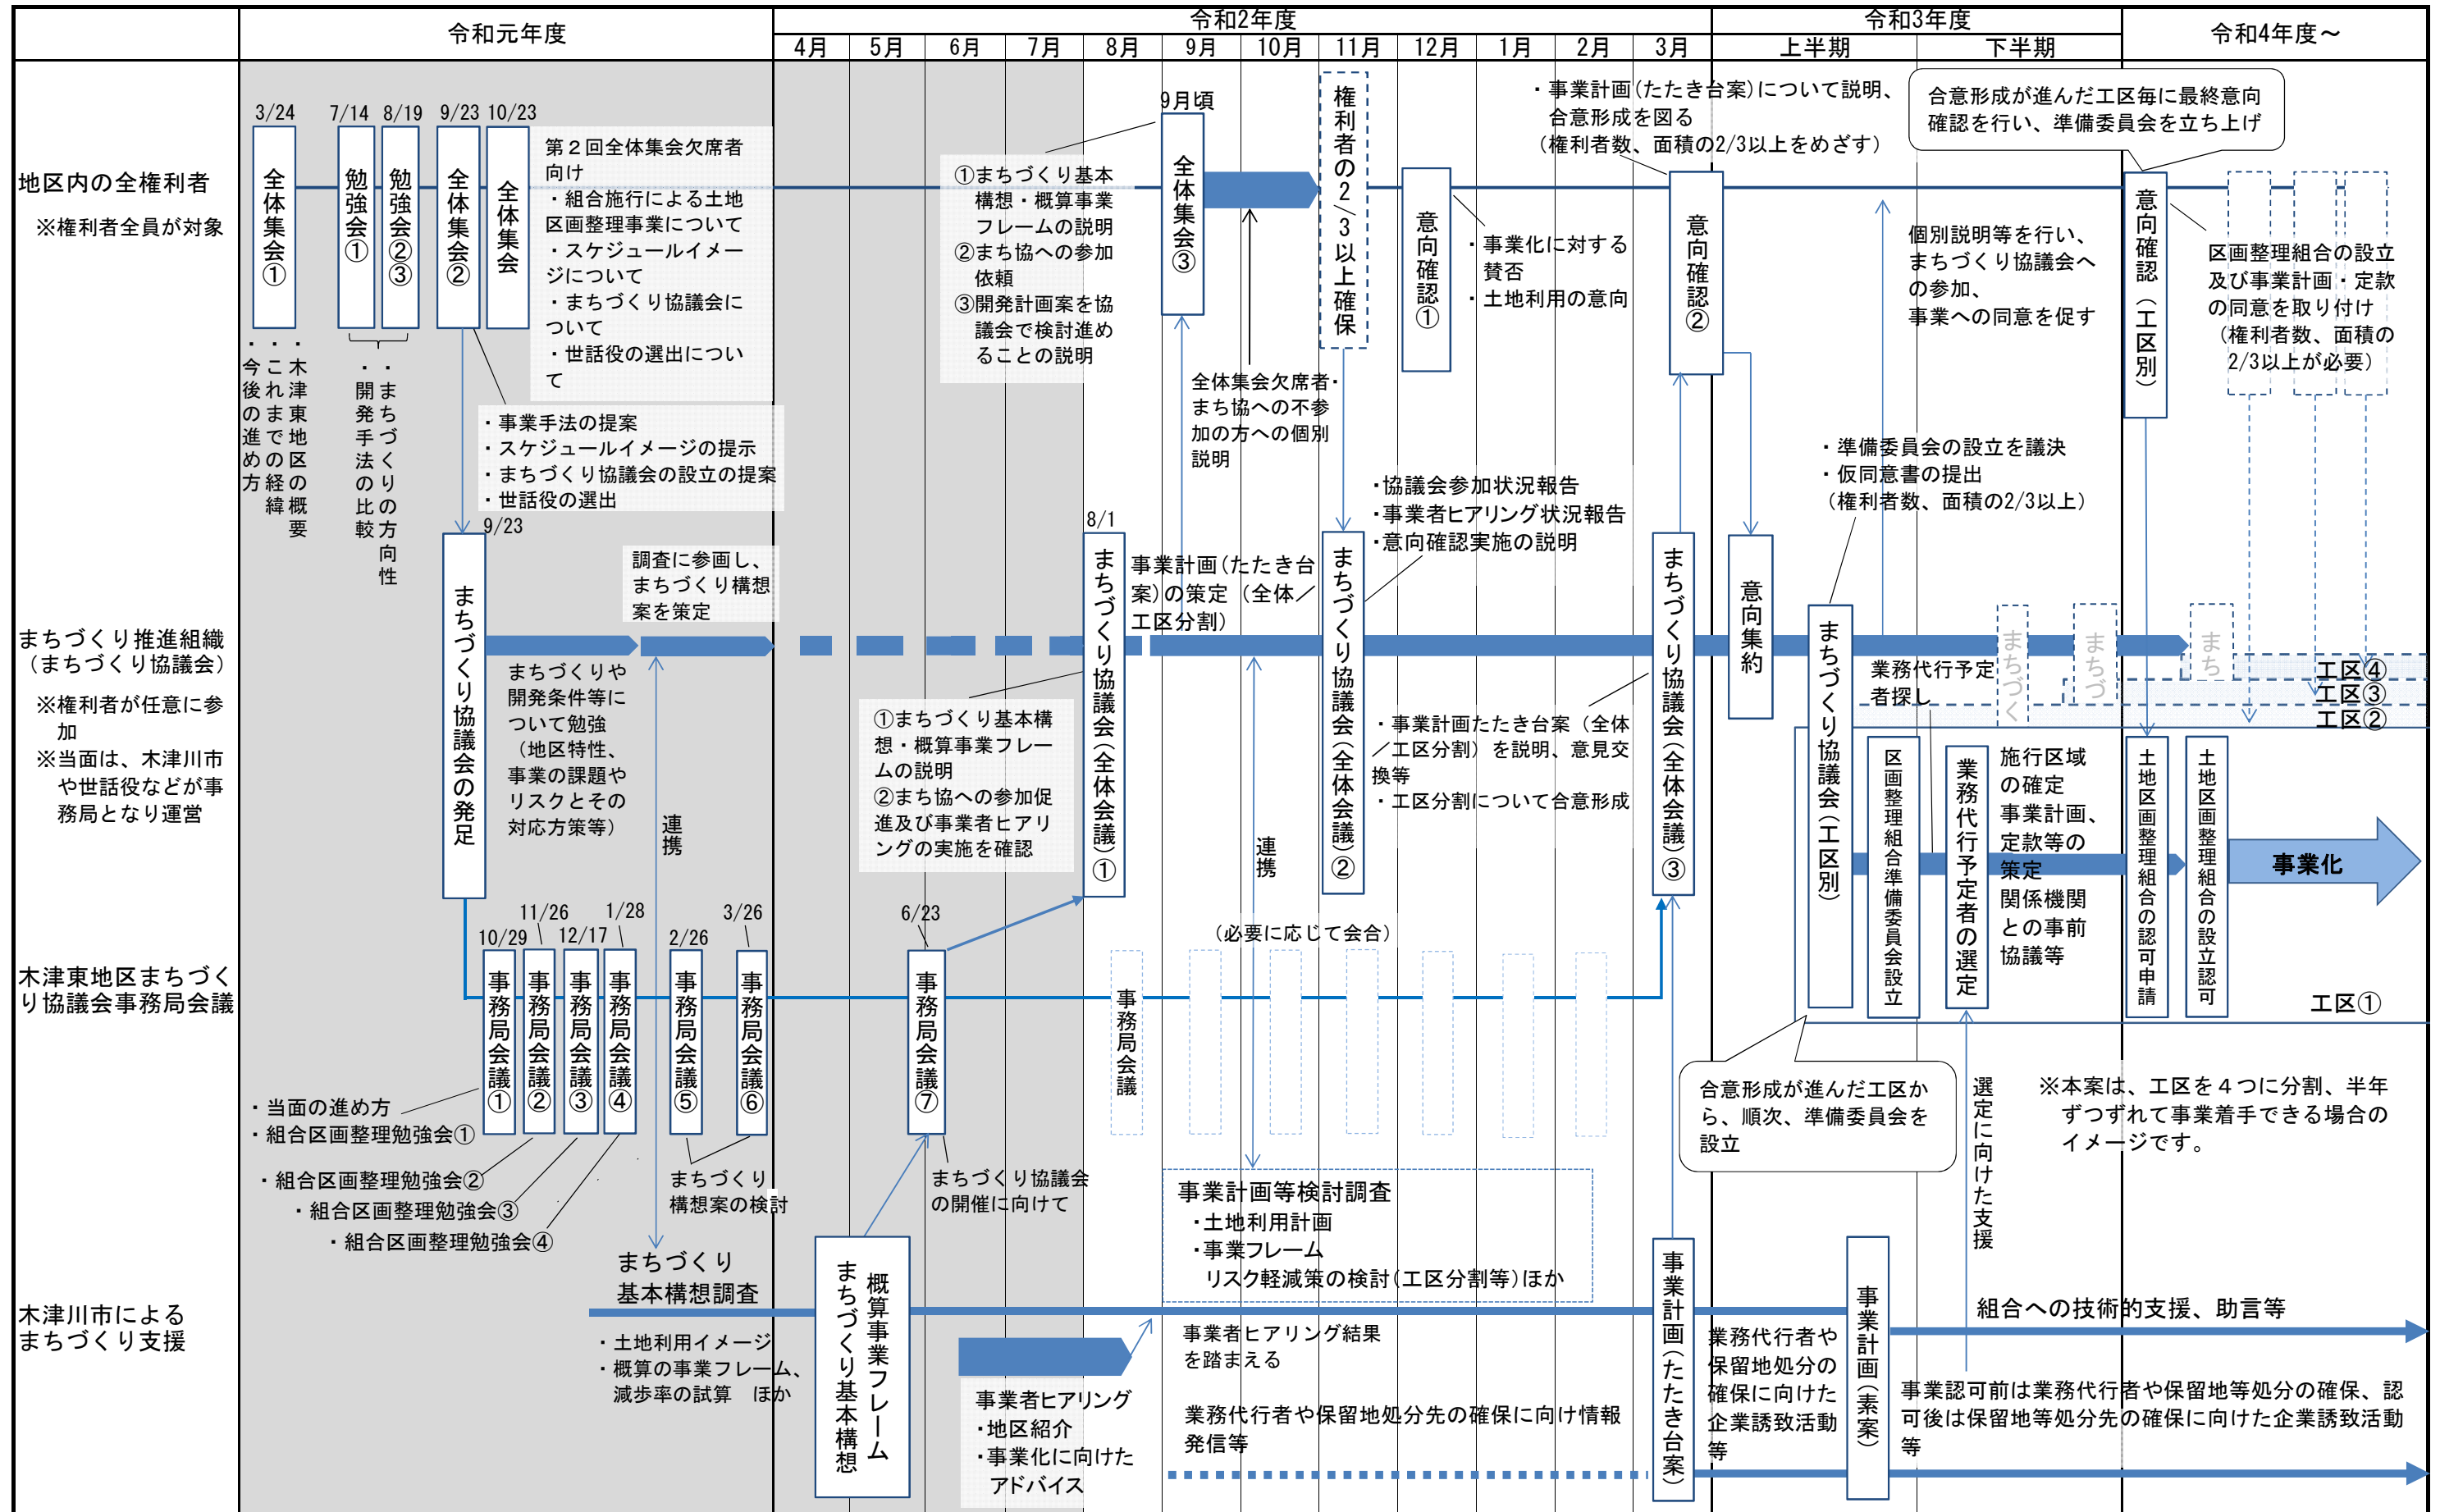 令和元年度
令和2年度
令和3年度
令和4年度～
4月
5月
6月
7月
8月
9月
10月
11月
12月
1月
2月
3月
上半期
下半期
地区内の全権利者
※権利者全員が対象
3/24
全体集会①
・木津東地区の概要
・これまでの経緯
・今後の進め方
7/14
勉強会①
8/19
勉強会②③
・まちづくりの方向性
・開発手法の比較
9/23
全体集会②
10/23
全体集会
第２回全体集会欠席者
向け
・組合施行による土地
区画整理事業について
・スケジュールイメー
ジについて
・まちづくり協議会に
ついて
・世話役の選出につい
て
・事業手法の提案
・スケジュールイメージの提示
・まちづくり協議会の設立の提案
・世話役の選出
9月頃
全体集会③
①まちづくり基本
構想・概算事業
フレームの説明
②まち協への参加
依頼
③開発計画案を協
議会で検討進め
ることの説明
全体集会欠席者・
まち協への不参
加の方への個別
説明
権利者の2/3以上確保
意向確認①
・事業化に対する
賛否
・土地利用の意向
・事業計画(たたき台案)について説明、
合意形成を図る
(権利者数、面積の2/3以上をめざす)
意向確認②
個別説明等を行い、
まちづくり協議会へ
の参加、
事業への同意を促す
合意形成が進んだ工区毎に最終意向
確認を行い、準備委員会を立ち上げ
意向確認（工区別）
区画整理組合の設立
及び事業計画・定款
の同意を取り付け
（権利者数、面積の
2/3以上が必要）
まちづくり推進組織
（まちづくり協議会）
※権利者が任意に参
加
※当面は、木津川市
や世話役などが事
務局となり運営
9/23
まちづくり協議会の発足
調査に参画し、
まちづくり構想
案を策定
まちづくりや
開発条件等に
ついて勉強
（地区特性、
事業の課題や
リスクとその
対応方策等）
連携
8/1
まちづくり協議会（全体会議）①
①まちづくり基本構
想・概算事業フレー
ムの説明
②まち協への参加促
進及び事業者ヒアリ
ングの実施を確認
事業計画(たたき台
案)の策定（全体／
工区分割）
連携
まちづくり協議会（全体会議）②
・協議会参加状況報告
・事業者ヒアリング状況報告
・意向確認実施の説明
・事業計画たたき台案（全体
／工区分割）を説明、意見交
換等
・工区分割について合意形成
まちづくり協議会（全体会議）③
意向集約
・準備委員会の設立を議決
・仮同意書の提出
（権利者数、面積の2/3以上）
まちづくり協議会（工区別）
業務代行予定
者探し
まちづく
まちづ
まち
工区④
工区③
工区②
区画整理組合準備委員会設立
業務代行予定者の選定
施行区域
の確定
事業計画、
定款等の
策定
関係機関
との事前
協議等
土地区画整理組合の認可申請
土地区画整理組合の設立認可
事業化
工区①
木津東地区まちづく
り協議会事務局会議
10/29
事務局会議①
11/26
事務局会議②
12/17
事務局会議③
1/28
事務局会議④
2/26
事務局会議⑤
3/26
事務局会議⑥
6/23
事務局会議⑦
事務局会議
（必要に応じて会合）
・当面の進め方
・組合区画整理勉強会①
・組合区画整理勉強会②
・組合区画整理勉強会③
・組合区画整理勉強会④
まちづくり
構想案の検討
まちづくり協議会
の開催に向けて
合意形成が進んだ工区か
ら、順次、準備委員会を
設立
選定に向けた支援
※本案は、工区を４つに分割、半年
ずつずれて事業着手できる場合の
イメージです。
木津川市による
まちづくり支援
まちづくり
基本構想調査
・土地利用イメージ
・概算の事業フレーム、
減歩率の試算　ほか
概算事業フレーム
まちづくり基本構想
事業者ヒアリング
・地区紹介
・事業化に向けた
アドバイス
事業計画等検討調査
・土地利用計画
・事業フレーム
リスク軽減策の検討（工区分割等）ほか
事業者ヒアリング結果
を踏まえる
業務代行者や保留地処分先の確保に向け情報
発信等
事業計画（たたき台案）
業務代行者や
保留地処分の
確保に向けた
企業誘致活動
等
事業計画（素案）
組合への技術的支援、助言等
事業認可前は業務代行者や保留地等処分の確保、認
可後は保留地等処分先の確保に向けた企業誘致活動
等